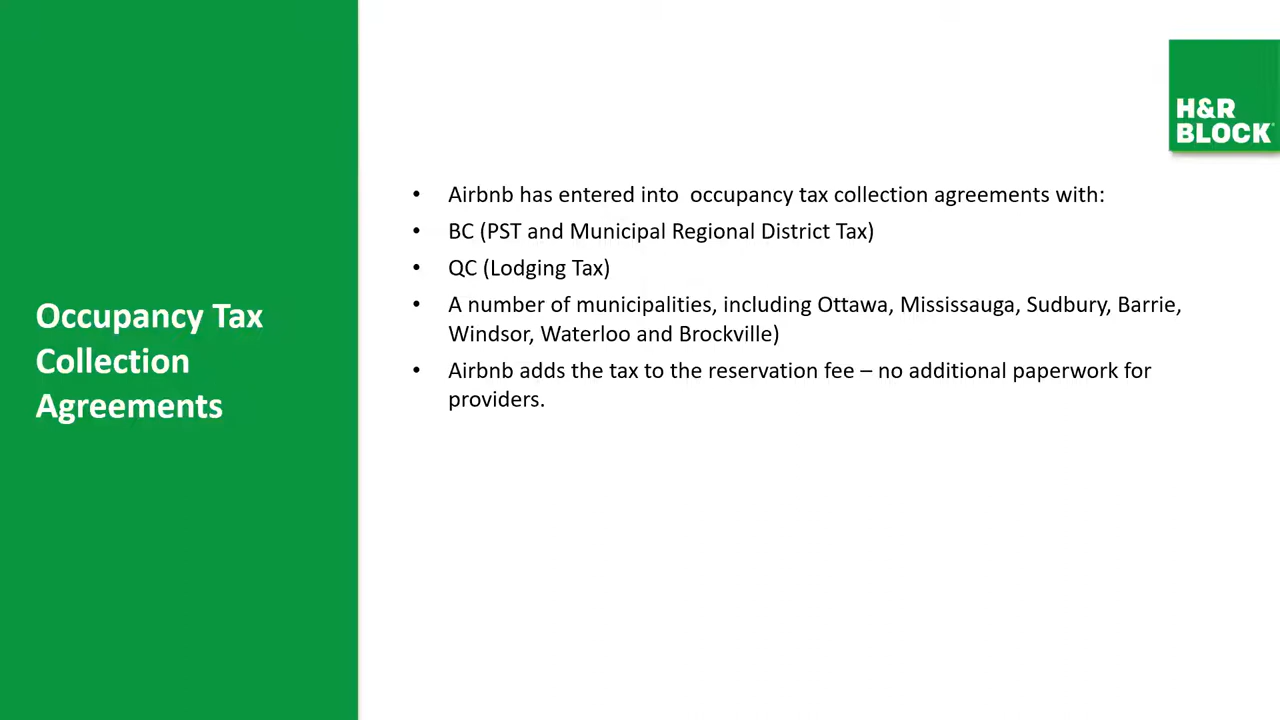 H&R
BLOCK
Occupancy Tax
Collection
Agreements
• Airbnb has entered into  occupancy tax collection agreements with:
• BC (PST and Municipal Regional District Tax)
• QC (Lodging Tax)
• A number of municipalities, including Ottawa, Mississauga, Sudbury, Barrie,
Windsor, Waterloo and Brockville)
• Airbnb adds the tax to the reservation fee – no additional paperwork for
providers.